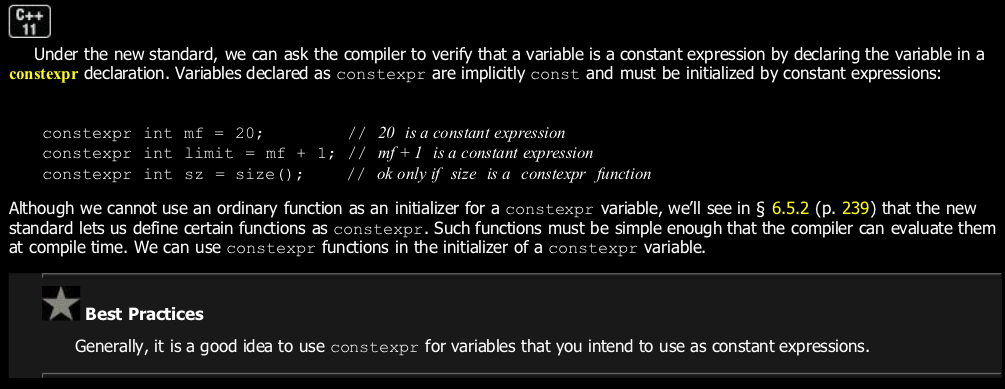 C++
11
Under the new standard, we can ask the compiler to verify that a variable is a constant expression by declaring the variable in a
constexpr declaration. Variables declared as constexpr are implicitly const and must be initialized by constant expressions:
constexpr int mf = 20; // 20 is a constant expression
constexpr int limit = mf + 1; // mf + 1 is a constant expression
constexpr int sz = size(); // ok only if size is a constexpr function
Although we cannot use an ordinary function as an initializer for a constexpr variable, we’ll see in § 6.5.2 (p. 239) that the new
standard lets us define certain functions as constexpr. Such functions must be simple enough that the compiler can evaluate them
at compile time. We can use constexpr functions in the initializer of a constexpr variable.
Best Practices
Generally, it is a good idea to use constexpr for variables that you intend to use as constant expressions.